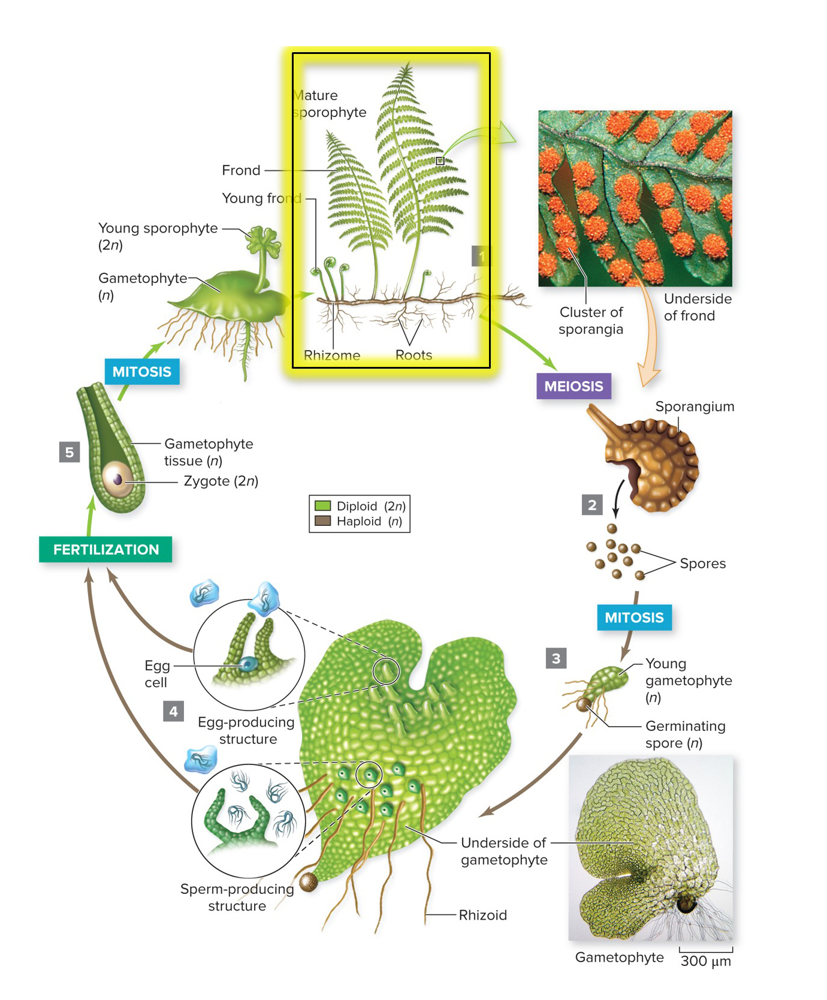 Mature
sporophyte
Frond
Young frond
Young sporophyte
(2n)
Gametophyte
(n)
1
Rhizome
Roots
Cluster of
sporangia
Underside
of frond
MITOSIS
MEIOSIS
Sporangium
5
Gametophyte
tissue (n)
Zygote (2n)
2
Diploid (2n)
Haploid (n)
FERTILIZATION
Spores
MITOSIS
3
Young
gametophyte
(n)
Egg
cell
4
Egg-producing
structure
Germinating
spore (n)
Underside of
gametophyte
Sperm-producing
structure
Rhizoid
Gametophyte
300 μm